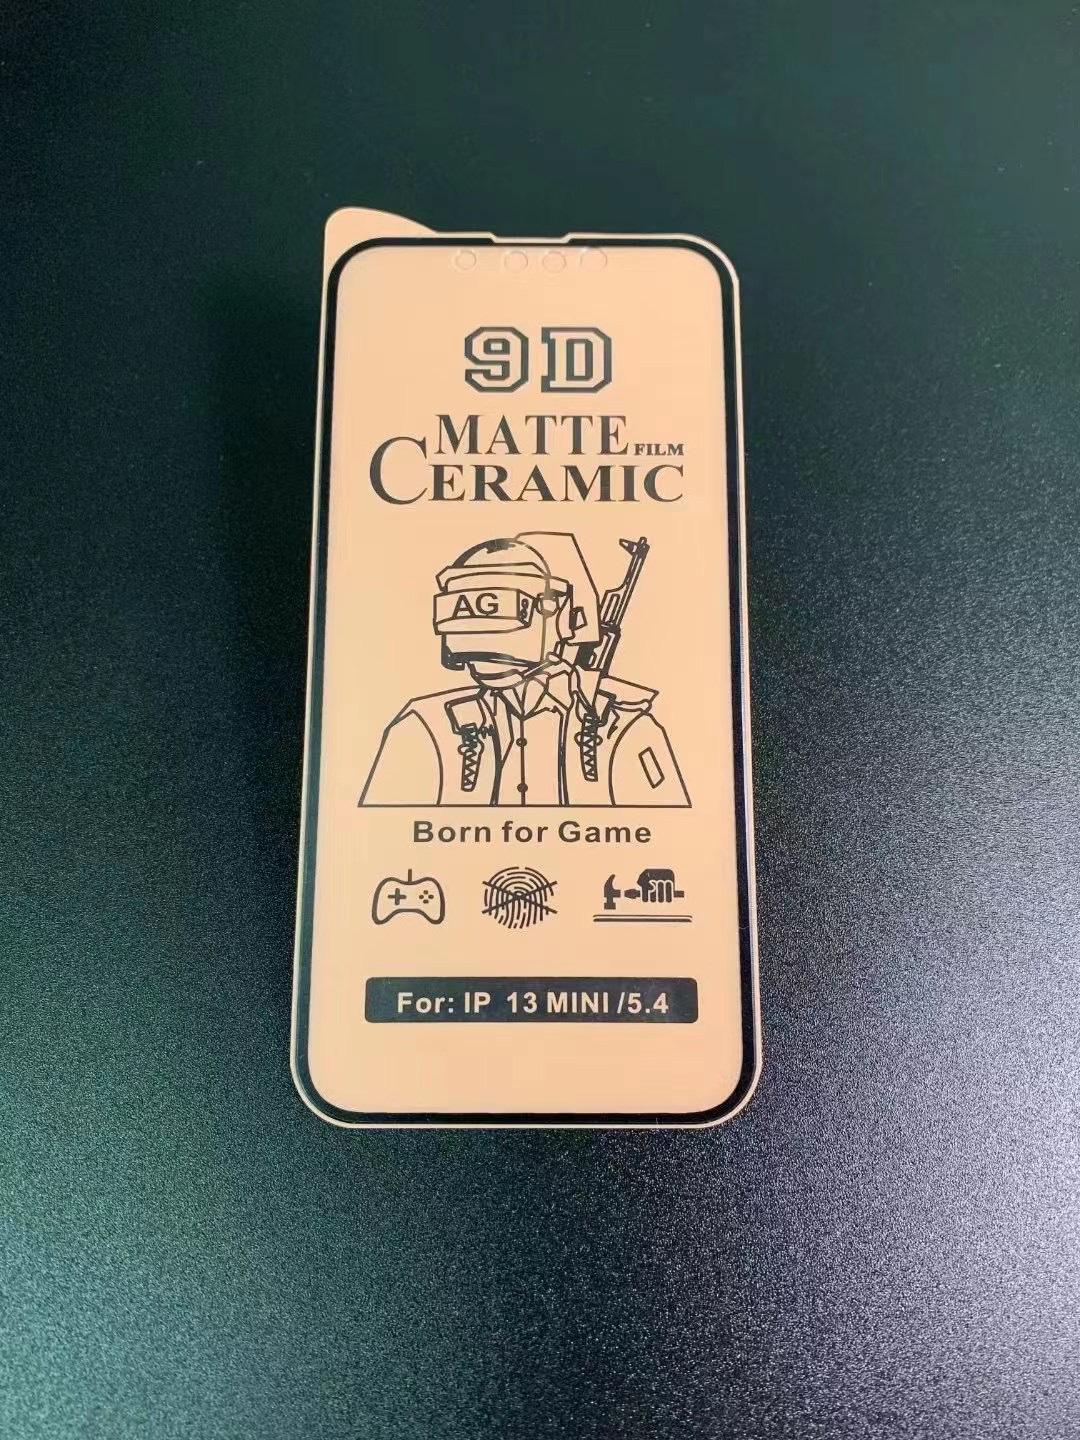 9D
MATTE FILM
CERAMIC
AG
Born for Game
For: IP 13 MINI /5.4